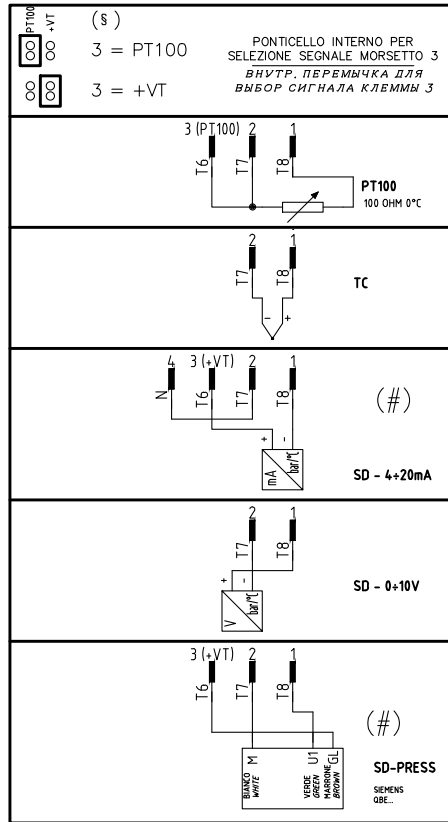 PT100
+VT
(§)
3 = PT100
3 = +VT
PONTICELLO INTERNO PER
SELEZIONE SEGNALE MORSETTO 3
ВНУТР. ПЕРЕМЫЧКА ДЛЯ
ВЫБОР СИГНАЛА КЛЕММЫ 3
3 (PT100) 2 1
T6 T7 T8
PT100
100 OHM 0°C
2 1
T7 T8
- +
TC
4 3 (+VT) 2 1
N T6 T7 T8
(#)
+ -
mA bar/°C
SD - 4÷20mA
2 1
T7 T8
+ -
V bar/°C
SD - 0÷10V
3 (+VT) 2 1
T6 T7 T8
(#)
M U1 GL
BIANCO
WHITE
VERDE
GREEN
MARRONE
BROWN
SD-PRESS
SIEMENS
QBE...